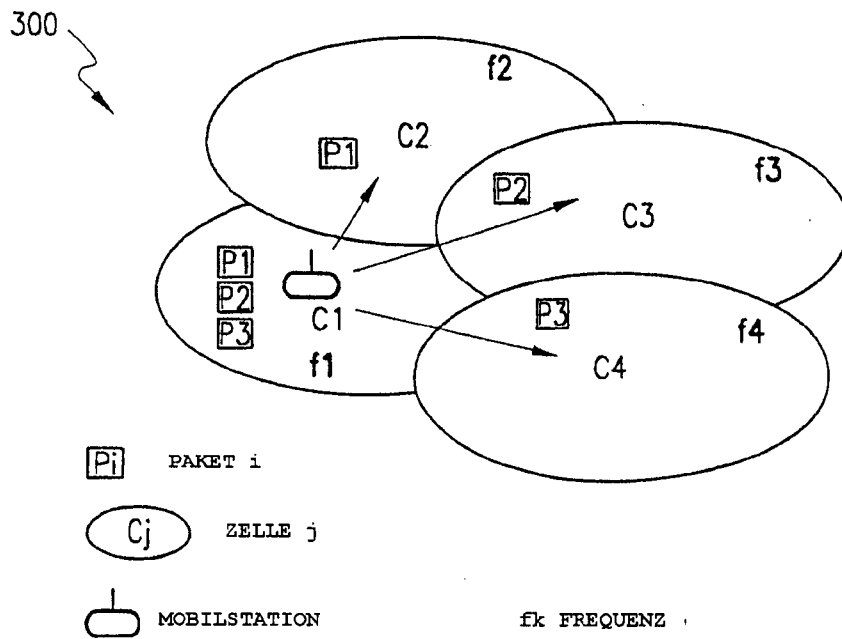 300
f2
P1
C2
f3
P2
C3
P1
P2
P3
C1
f1
P3
f4
C4
Pi PAKET i
Cj ZELLE j
MOBILSTATION
fk FREQUENZ